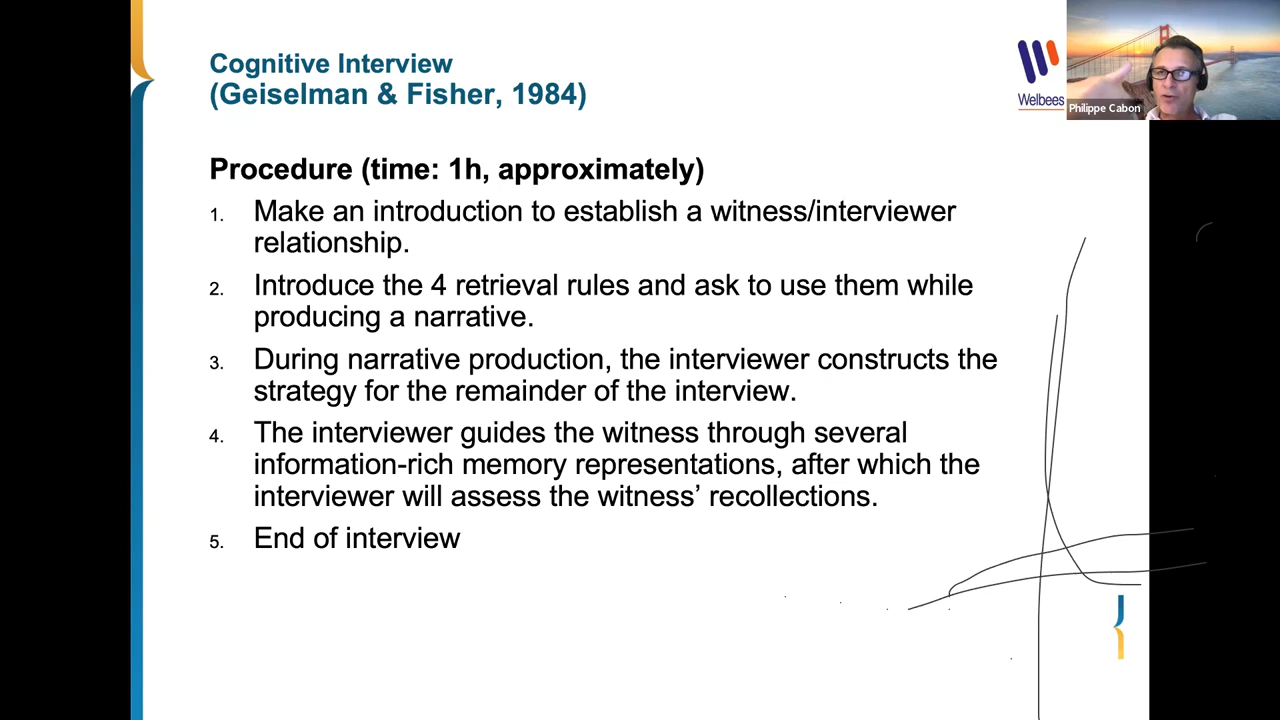 Cognitive Interview
(Geiselman & Fisher, 1984)
Welbees
Philippe Cabon
Procedure (time: 1h, approximately)
1. Make an introduction to establish a witness/interviewer
relationship.
2. Introduce the 4 retrieval rules and ask to use them while
producing a narrative.
3. During narrative production, the interviewer constructs the
strategy for the remainder of the interview.
4. The interviewer guides the witness through several
information-rich memory representations, after which the
interviewer will assess the witness’ recollections.
5. End of interview